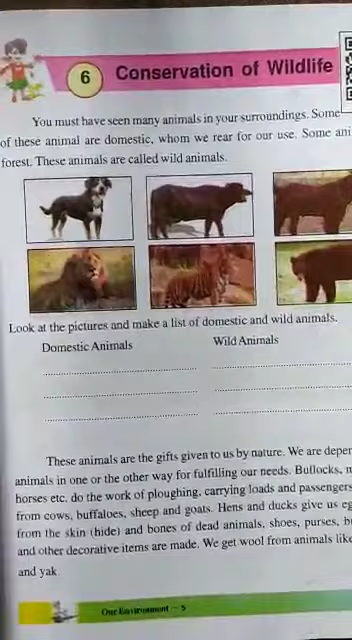 6 Conservation of Wildlife
You must have seen many animals in your surroundings. Some
of these animal are domestic, whom we rear for our use. Some ani
forest. These animals are called wild animals.
Look at the pictures and make a list of domestic and wild animals.
Domestic Animals Wild Animals
These animals are the gifts given to us by nature. We are depen
animals in one or the other way for fulfilling our needs. Bullocks, m
horses etc. do the work of ploughing, carrying loads and passengers
from cows, buffaloes, sheep and goats. Hens and ducks give us eg
from the skin (hide) and bones of dead animals, shoes, purses, b
and other decorative items are made. We get wool from animals like
and yak
Our Environment – 5